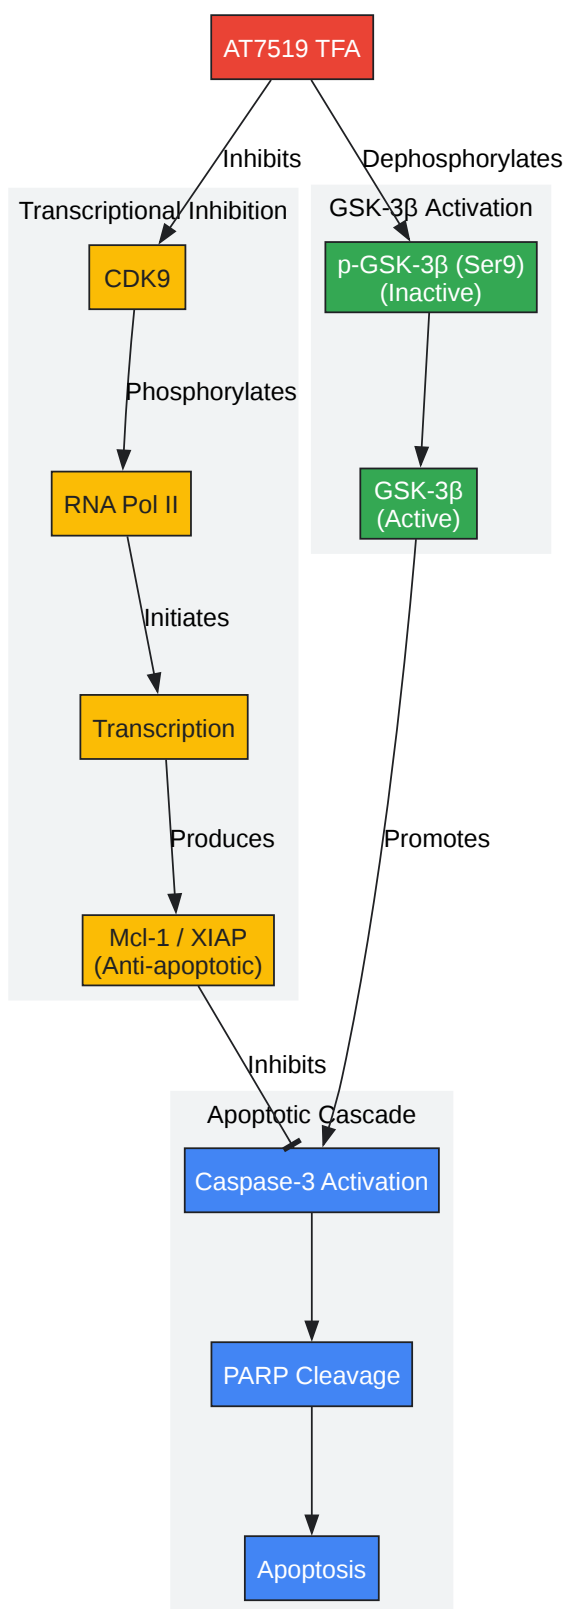 AT7519 TFA
Inhibits
Dephosphorylates
Transcriptional Inhibition
GSK-3β Activation
CDK9
p-GSK-3β (Ser9)
(Inactive)
Phosphorylates
RNA Pol II
GSK-3β
(Active)
Initiates
Transcription
Produces
Promotes
Mcl-1 / XIAP
(Anti-apoptotic)
Inhibits
Apoptotic Cascade
Caspase-3 Activation
PARP Cleavage
Apoptosis